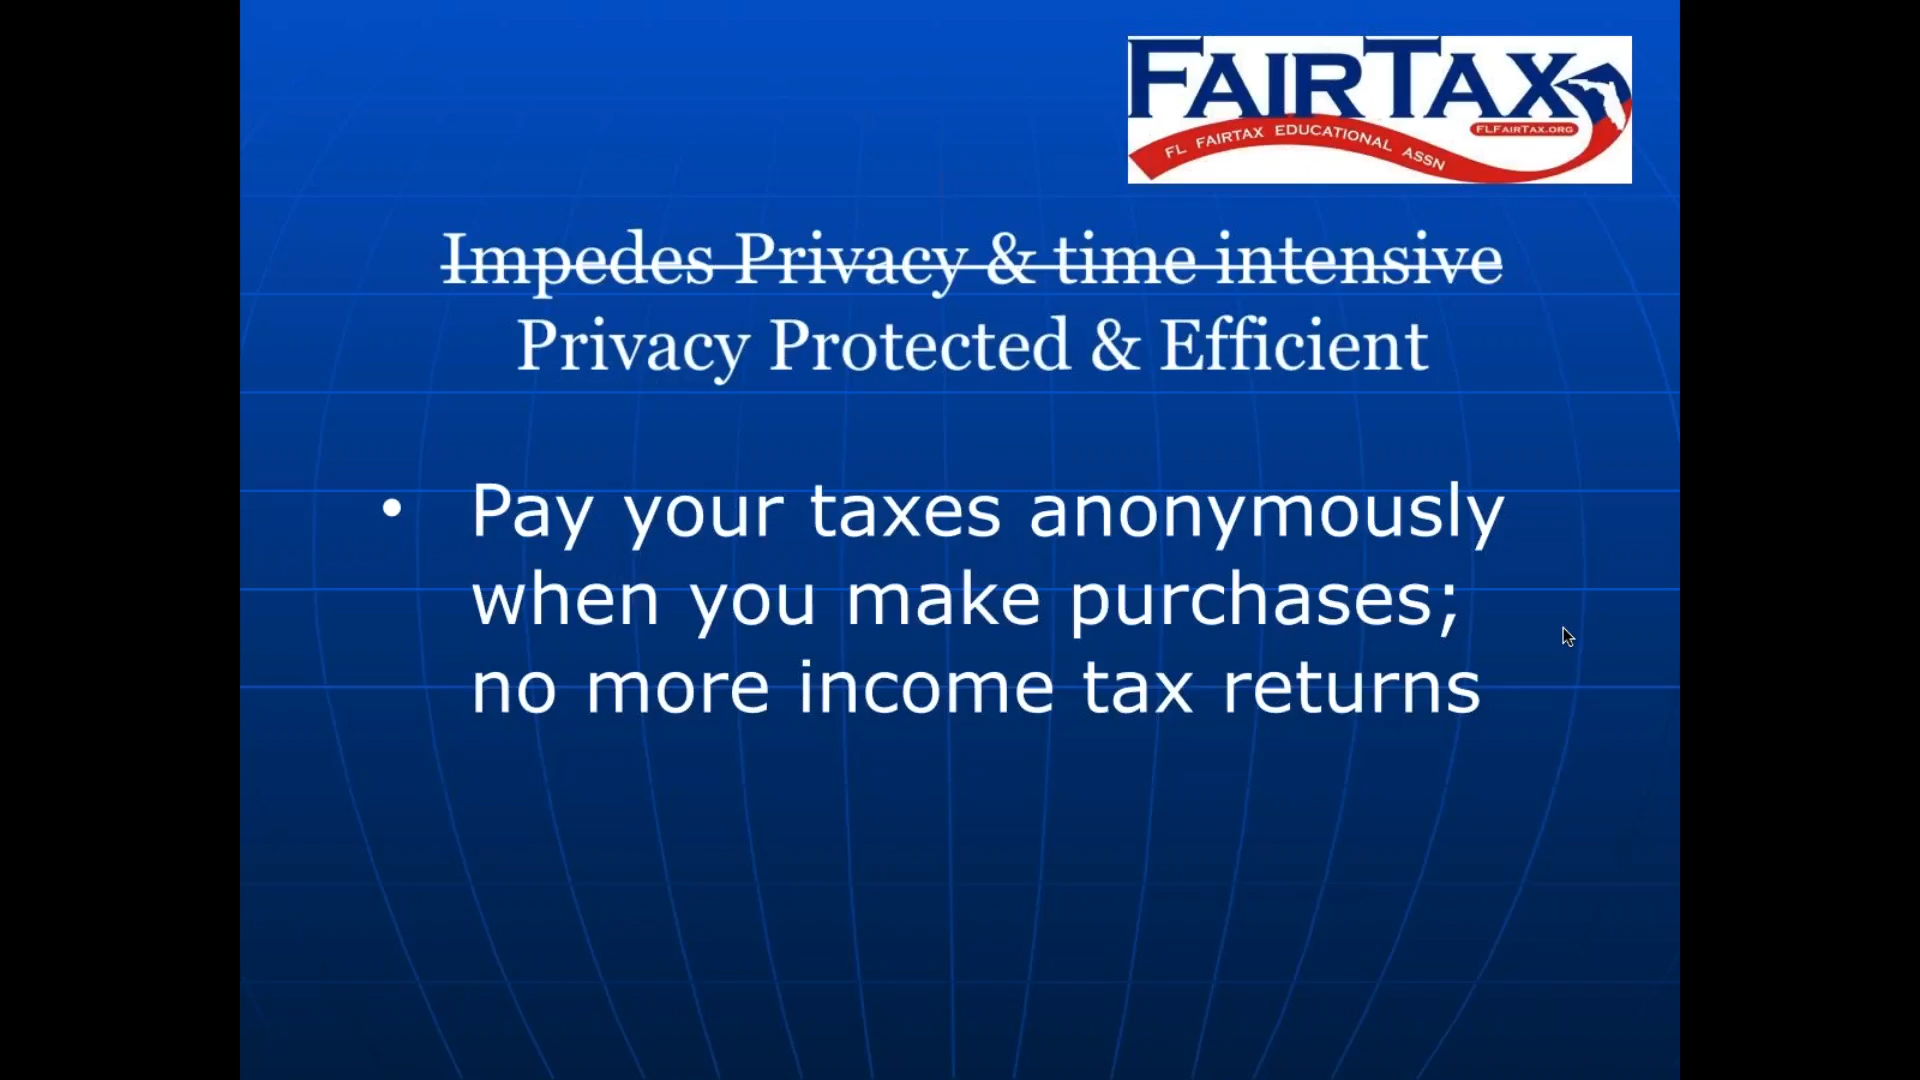 FAIRTAX
FLFAIRTAX.ORG
FL FAIRTAX EDUCATIONAL ASSN
Impedes Privacy & time intensive
Privacy Protected & Efficient
• Pay your taxes anonymously
when you make purchases;
no more income tax returns